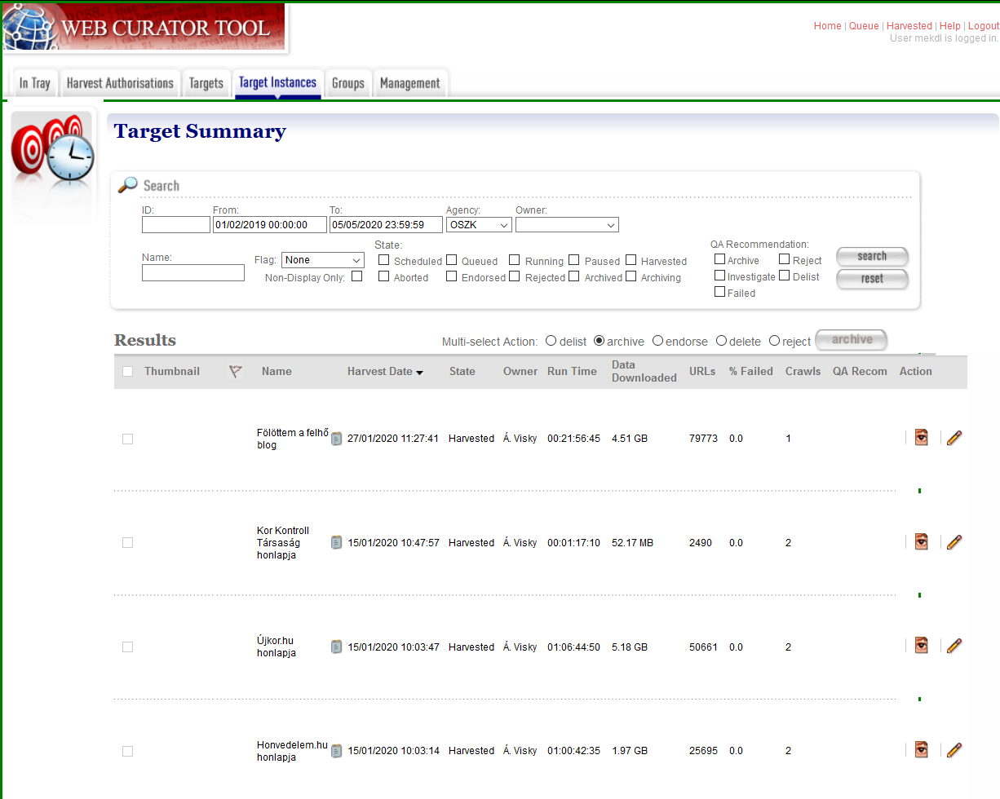 WEB CURATOR TOOL
Home | Queue | Harvested | Help | Logout
User mekdl is logged in.
In Tray Harvest Authorisations Targets Target Instances Groups Management
Target Summary
Search
ID: From: To: Agency: Owner:
01/02/2019 00:00:00 05/05/2020 23:59:59 OSZK
State: QA Recommendation:
Name: Flag: None Scheduled Queued Running Paused Harvested Archive Reject search
Non-Display Only: Aborted Endorsed Rejected Archived Archiving Investigate Delist reset
Failed
Results Multi-select Action: delist archive endorse delete reject archive
Thumbnail Name Harvest Date State Owner Run Time Data Downloaded URLs % Failed Crawls QA Recom Action
Fölöttem a felhő
blog 27/01/2020 11:27:41 Harvested Á. Visky 00:21:56:45 4.51 GB 79773 0.0 1
Kor Kontroll
Társaság 15/01/2020 10:47:57 Harvested Á. Visky 00:01:17:10 52.17 MB 2490 0.0 2
honlapja
Újkor.hu
honlapja 15/01/2020 10:03:47 Harvested Á. Visky 01:06:44:50 5.18 GB 50661 0.0 2
Honvedelem.hu
honlapja 15/01/2020 10:03:14 Harvested Á. Visky 01:00:42:35 1.97 GB 25695 0.0 2